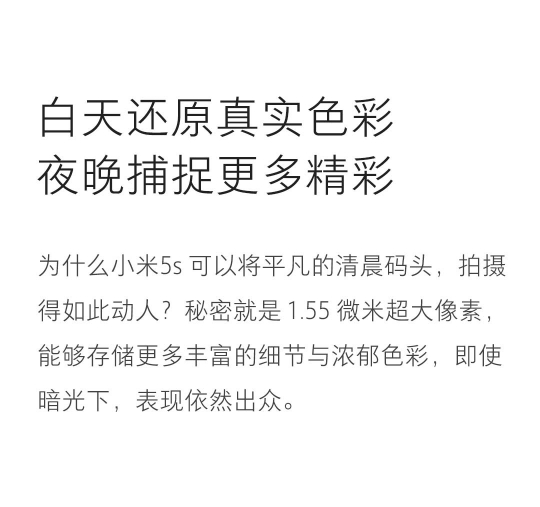 白天还原真实色彩
夜晚捕捉更多精彩
为什么小米5s 可以将平凡的清晨码头，拍摄
得如此动人？秘密就是 1.55 微米超大像素，
能够存储更多丰富的细节与浓郁色彩，即使
暗光下，表现依然出众。